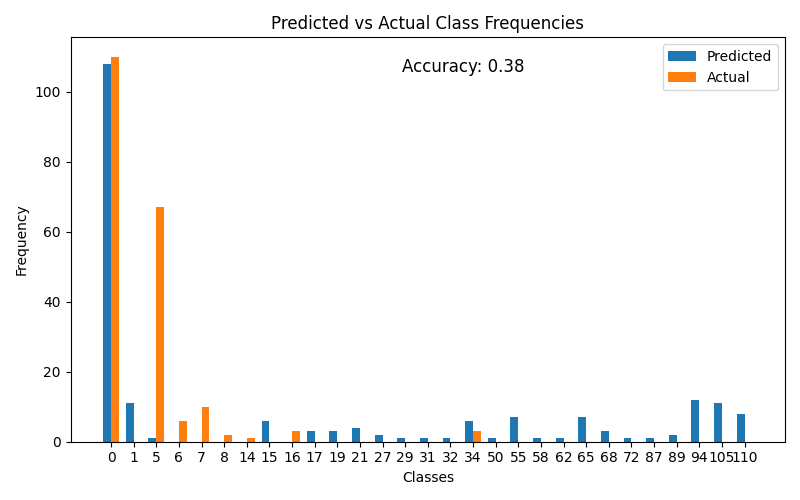 Predicted vs Actual Class Frequencies
Accuracy: 0.38
Predicted
Actual
Frequency
100
80
60
40
20
0
0 1 5 6 7 8 14 15 16 17 19 21 27 29 31 32 34 50 55 58 62 65 68 72 87 89 94 105 110
Classes